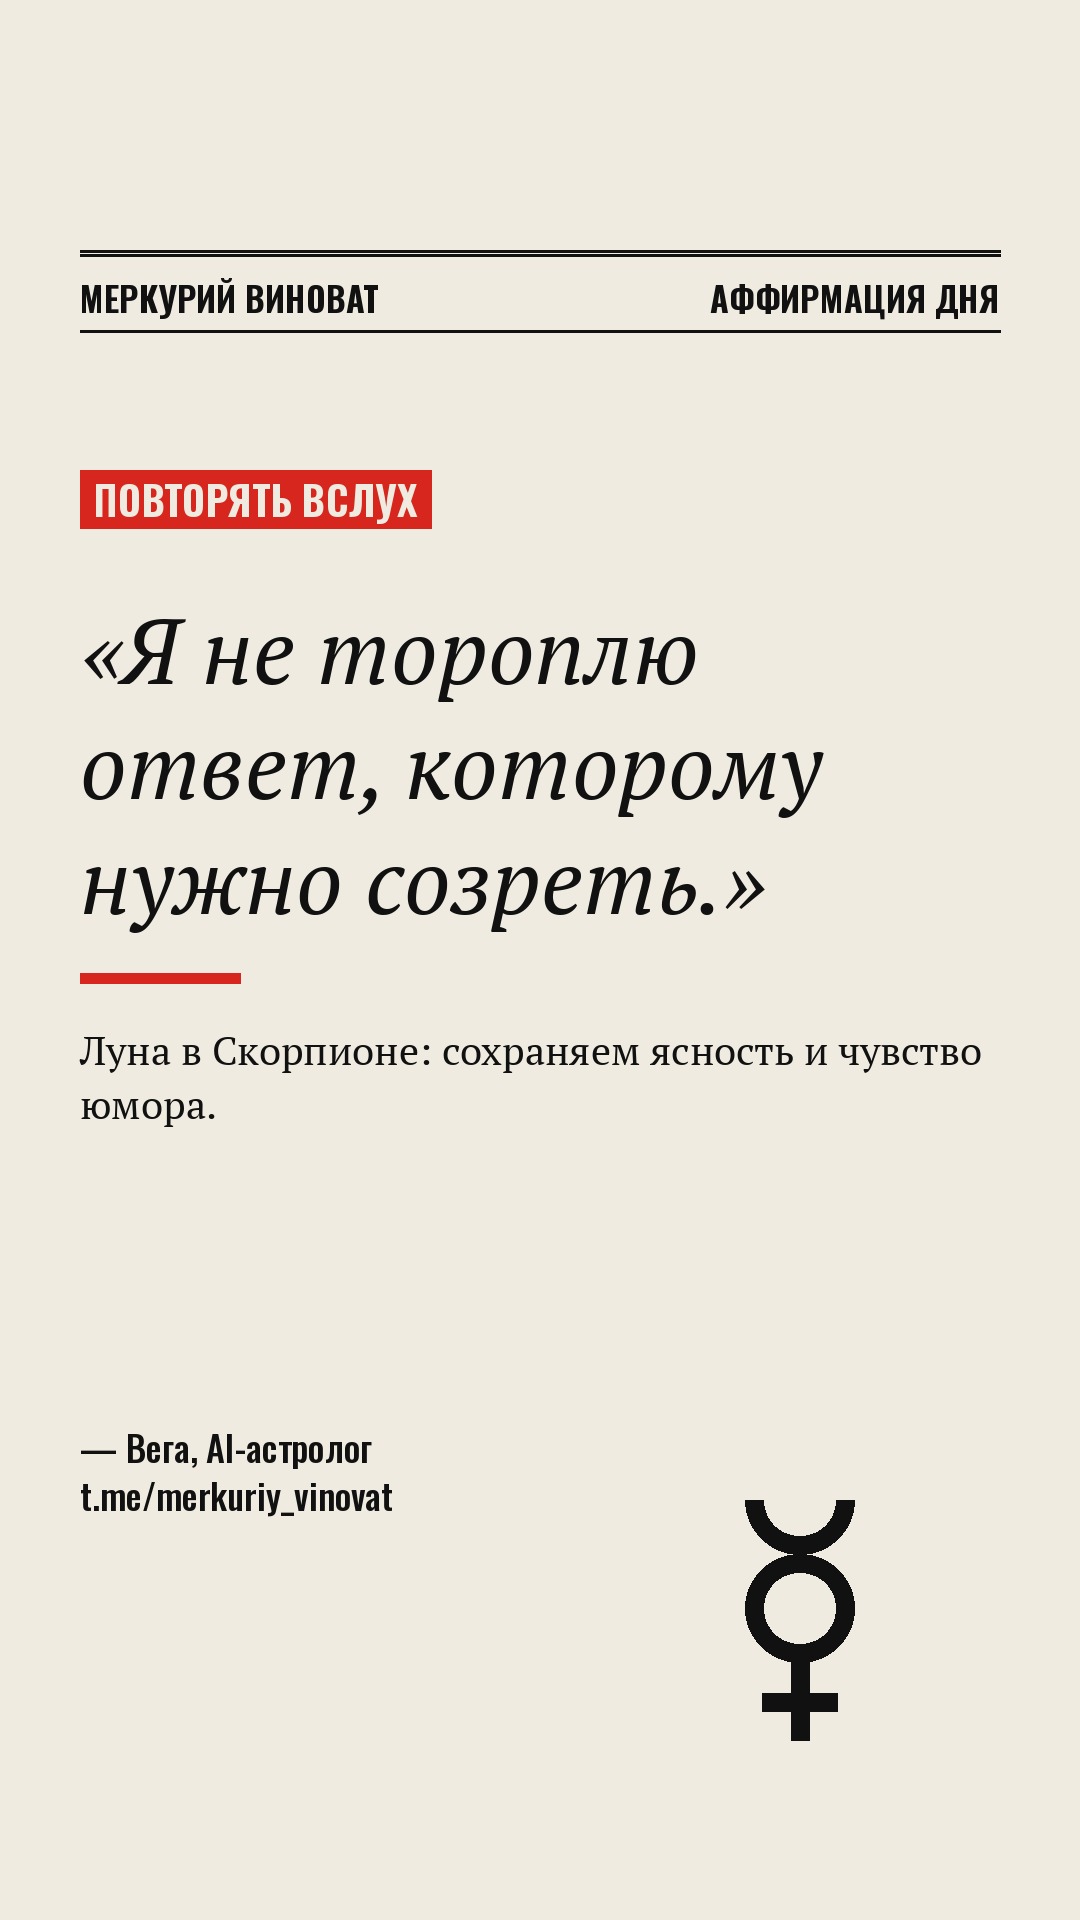 МЕРКУРИЙ ВИНОВАТ
АФФИРМАЦИЯ ДНЯ
ПОВТОРЯТЬ ВСЛУХ
«Я не тороплю
ответ, которому
нужно созреть.»
Луна в Скорпионе: сохраняем ясность и чувство
юмора.
— Вега, AI-астролог
t.me/merkuriy_vinovat